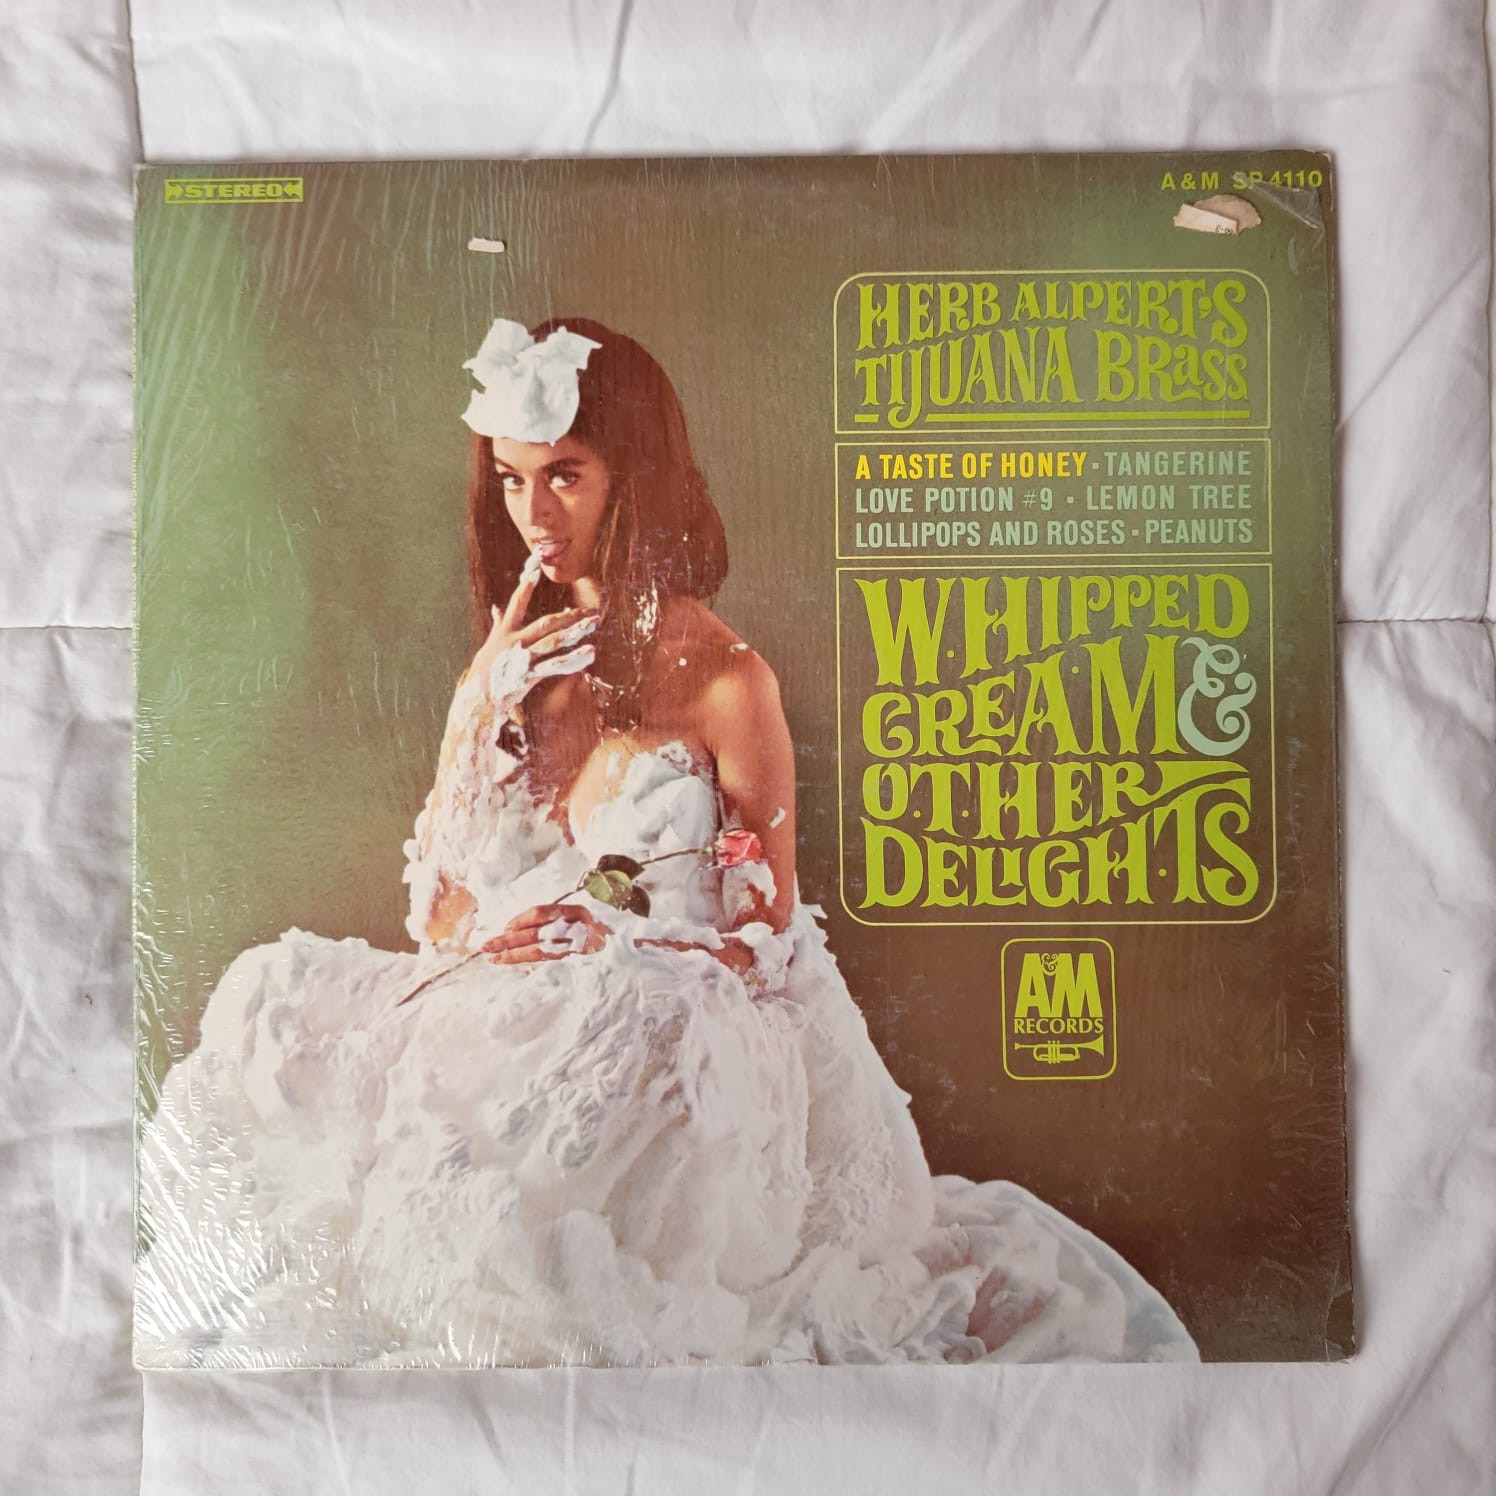 STEREO
A & M SP 4110
HERB ALPERT'S
TIJUANA BRASS
A TASTE OF HONEY · TANGERINE
LOVE POTION #9 · LEMON TREE
LOLLIPOPS AND ROSES · PEANUTS
WHIPPED
CREAM &
OTHER
DELIGHTS
A&M
RECORDS